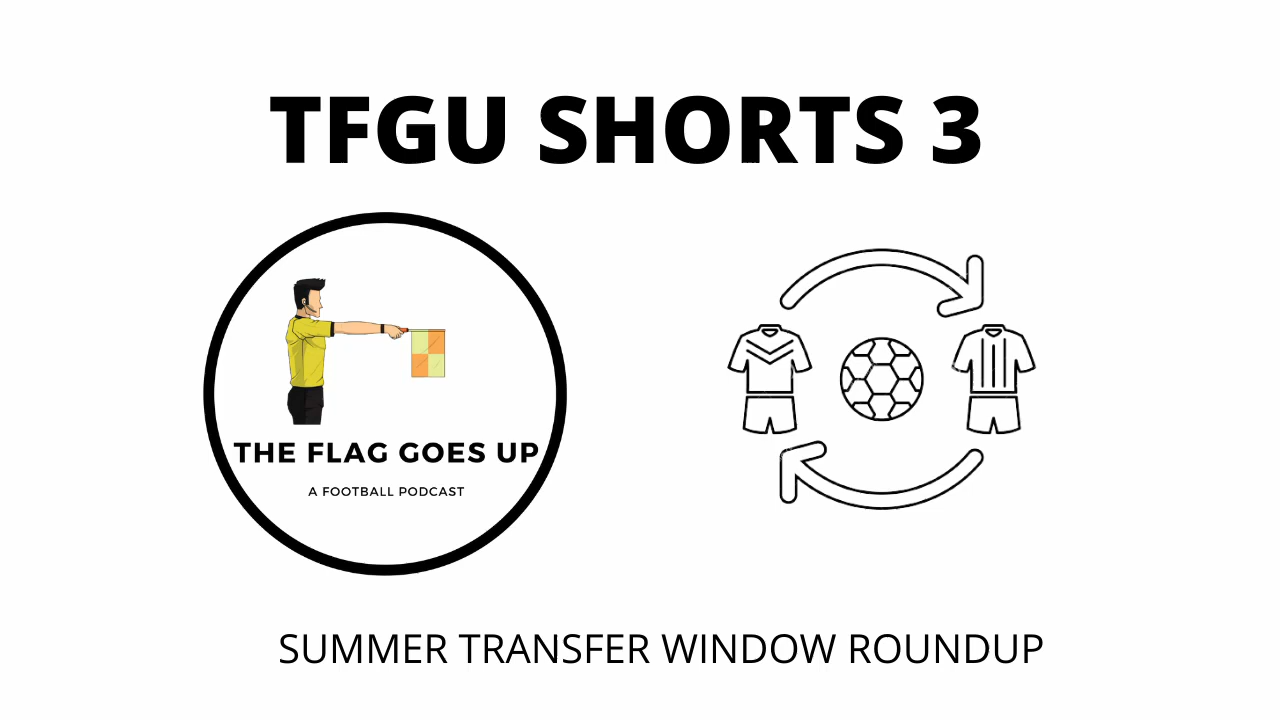 TFGU SHORTS 3
THE FLAG GOES UP
A FOOTBALL PODCAST
SUMMER TRANSFER WINDOW ROUNDUP